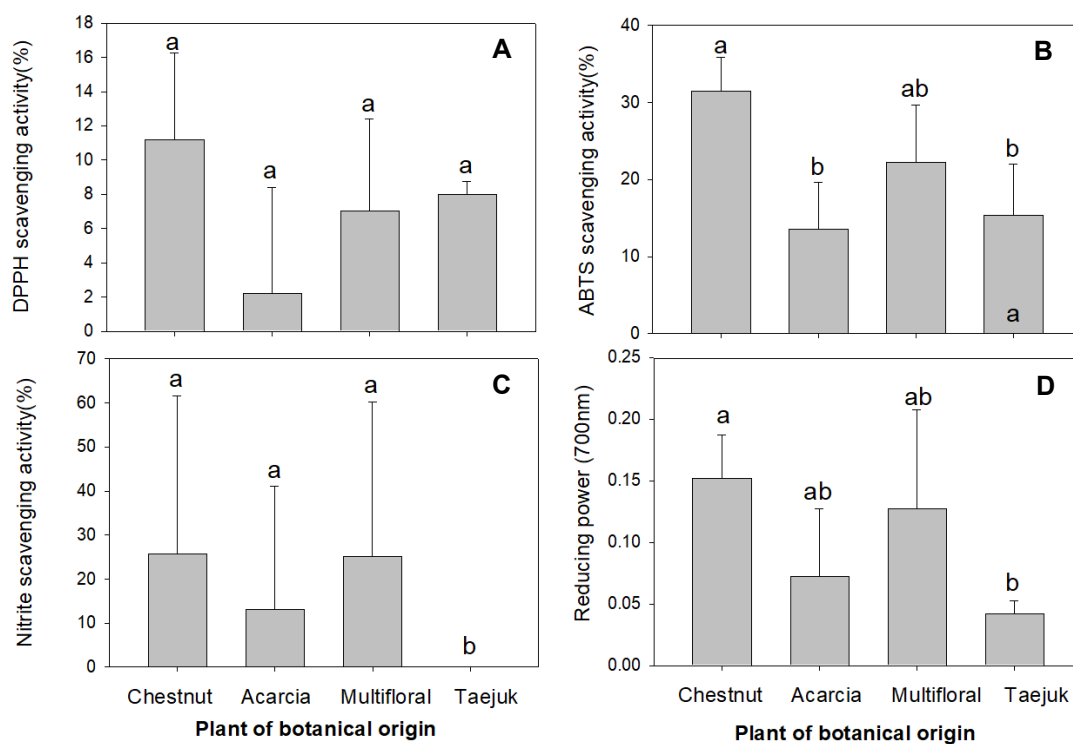 A
DPPH scavenging activity(%)
18
16
14
12
10
8
6
4
2
0
a
a
a
a
B
ABTS scavenging activity(%)
40
30
20
10
0
a
b
ab
b
a
C
Nitrite scavenging activity(%)
70
60
50
40
30
20
10
0
a
a
a
b
Chestnut Acarcia Multifloral Taejuk
Plant of botanical origin
D
Reducing power (700nm)
0.25
0.20
0.15
0.10
0.05
0.00
a
ab
ab
b
Chestnut Acarcia Multifloral Taejuk
Plant of botanical origin